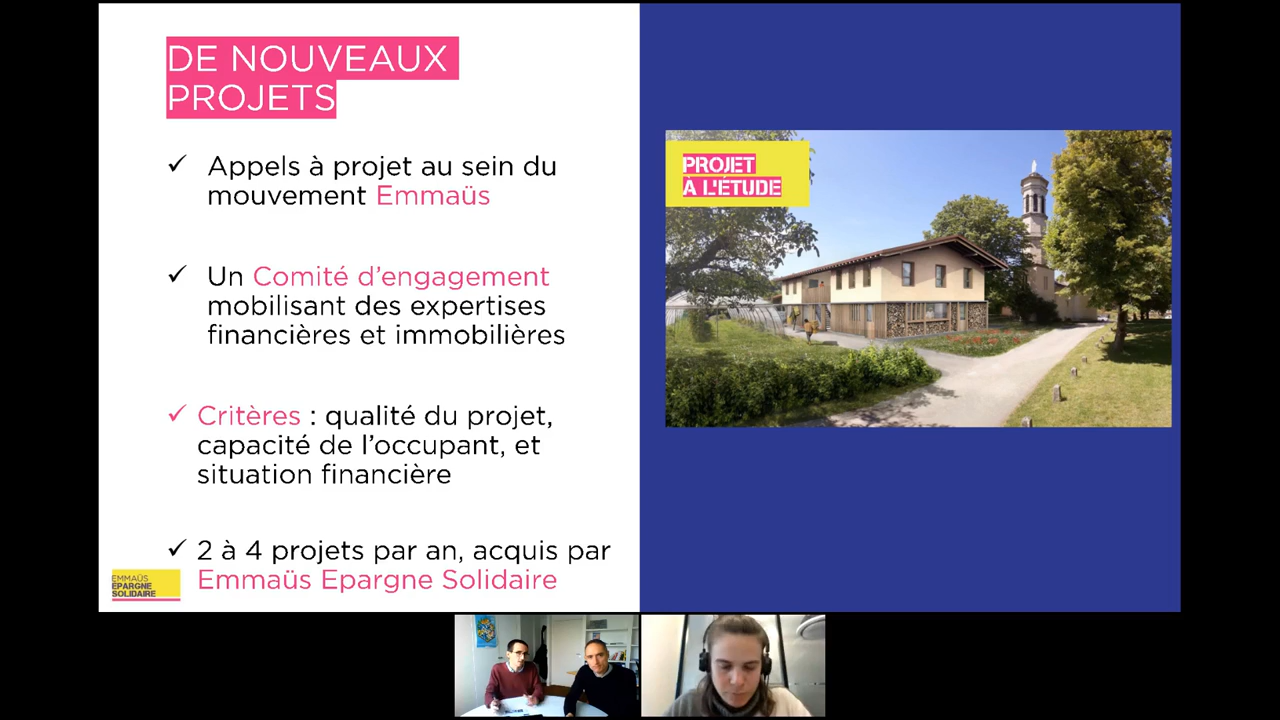 DE NOUVEAUX
PROJETS
✓ Appels à projet au sein du
mouvement Emmaüs
✓ Un Comité d’engagement
mobilisant des expertises
financières et immobilières
✓ Critères : qualité du projet,
capacité de l’occupant, et
situation financière
✓ 2 à 4 projets par an, acquis par
Emmaüs Epargne Solidaire
EMMAÜS
ÉPARGNE
SOLIDAIRE
PROJET
À L'ÉTUDE